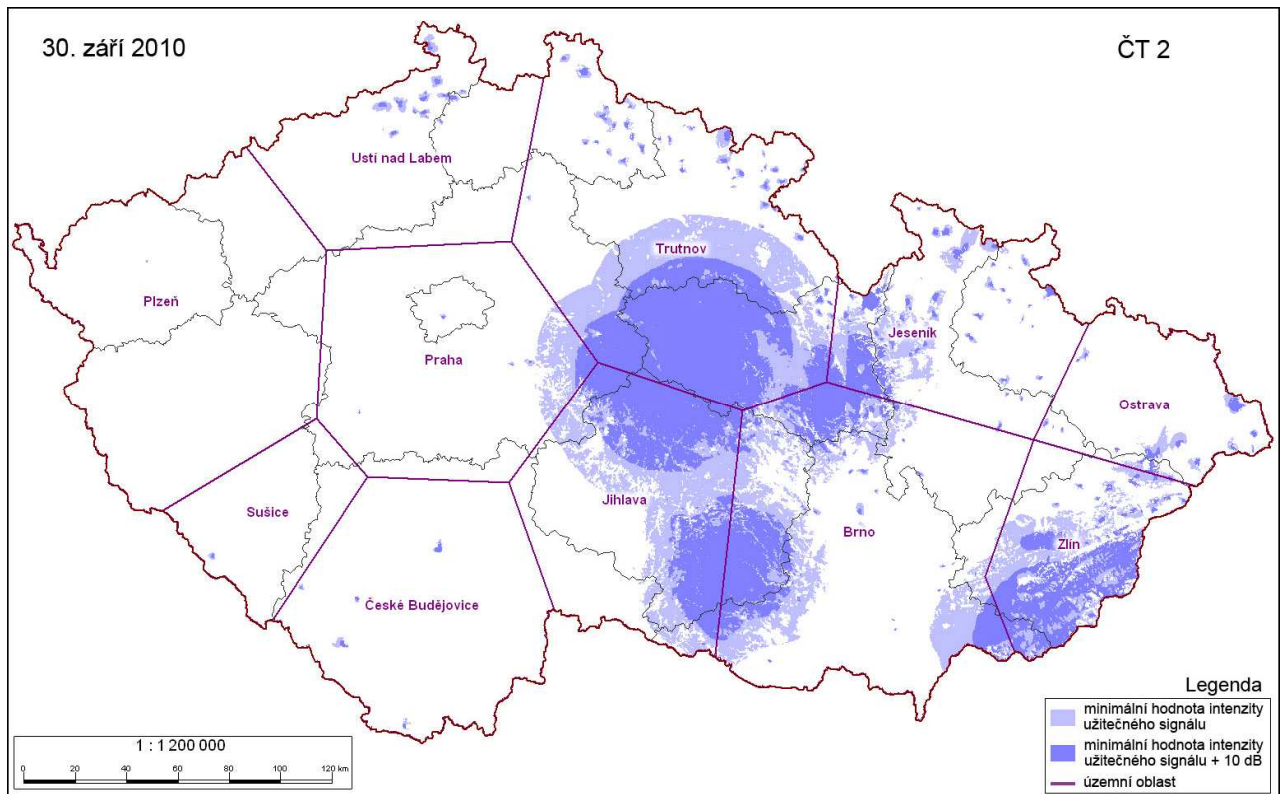 30. září 2010
ČT 2
Ustí nad Labem
Trutnov
Plzeň
Jeseník
Praha
Ostrava
Jihlava
Sušice
Brno
Zlín
České Budějovice
Legenda
minimální hodnota intenzity
užitečného signálu
minimální hodnota intenzity
užitečného signálu + 10 dB
územní oblast
1 : 1 200 000
0 20 40 60 80 100 120 km